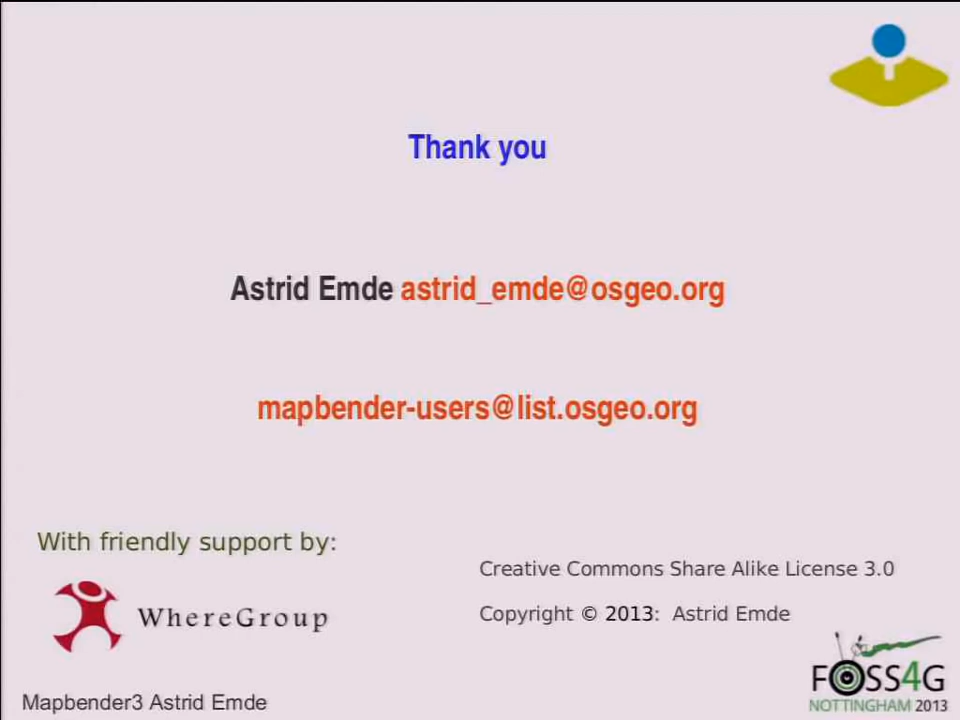 Thank you
Astrid Emde astrid_emde@osgeo.org
mapbender-users@list.osgeo.org
With friendly support by:
WhereGroup
Creative Commons Share Alike License 3.0
Copyright © 2013: Astrid Emde
FOSS4G
NOTTINGHAM 2013
Mapbender3 Astrid Emde